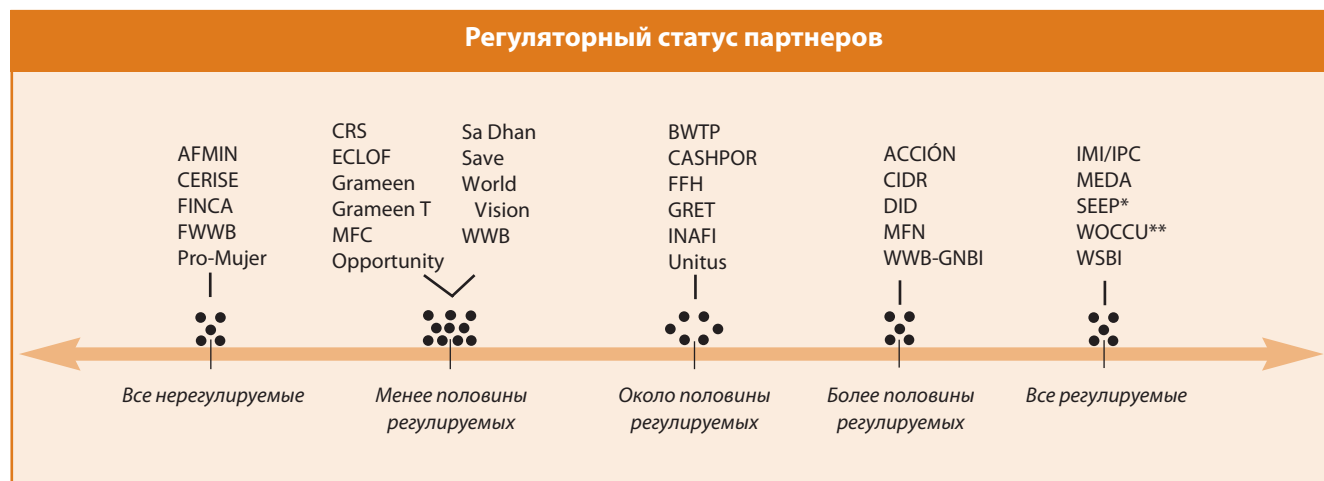 Регуляторный статус партнеров
AFMIN
CERISE
FINCA
FWWB
Pro-Mujer
CRS
ECLOF
Grameen
Grameen T
MFC
Opportunity
Sa Dhan
Save
World
Vision
WWB
BWTP
CASHPOR
FFH
GRET
INAFI
Unitus
ACCIÓN
CIDR
DID
MFN
WWB-GNBI
IMI/IPC
MEDA
SEEP*
WOCCU**
WSBI
Все нерегулируемые
Менее половины
регулируемых
Около половины
регулируемых
Более половины
регулируемых
Все регулируемые